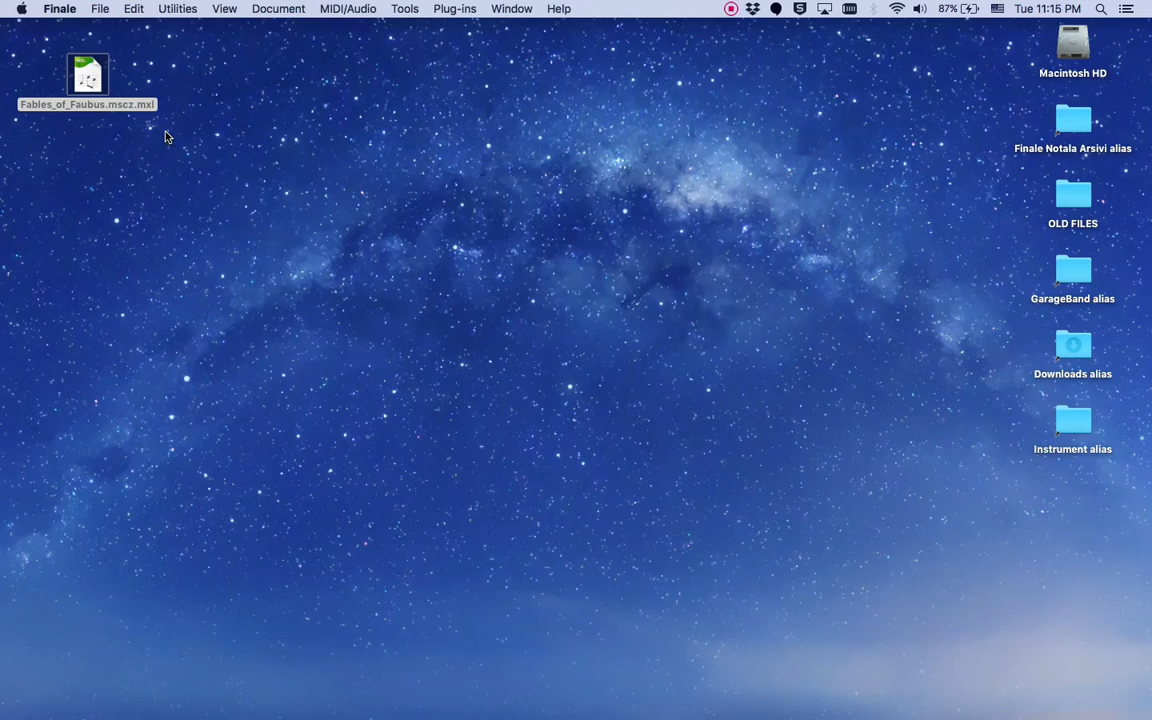 Finale File Edit Utilities View Document MIDI/Audio Tools Plug-ins Window Help 87% Tue 11:15 PM
Fables_of_Faubus.mscz.mxl
Macintosh HD
Finale Notala Arsivi alias
OLD FILES
GarageBand alias
Downloads alias
Instrument alias